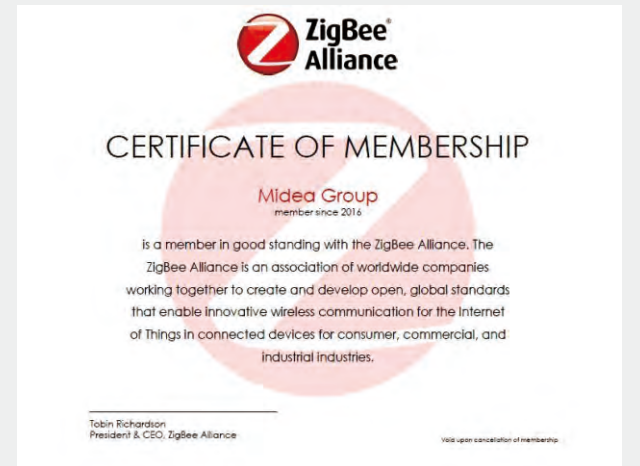 ZigBee®
Alliance
CERTIFICATE OF MEMBERSHIP
Midea Group
member since 2016
is a member in good standing with the ZigBee Alliance. The
ZigBee Alliance is an association of worldwide companies
working together to create and develop open, global standards
that enable innovative wireless communication for the Internet
of Things in connected devices for consumer, commercial, and
industrial industries.
Tobin Richardson
President & CEO, ZigBee Alliance
Void upon cancellation of membership